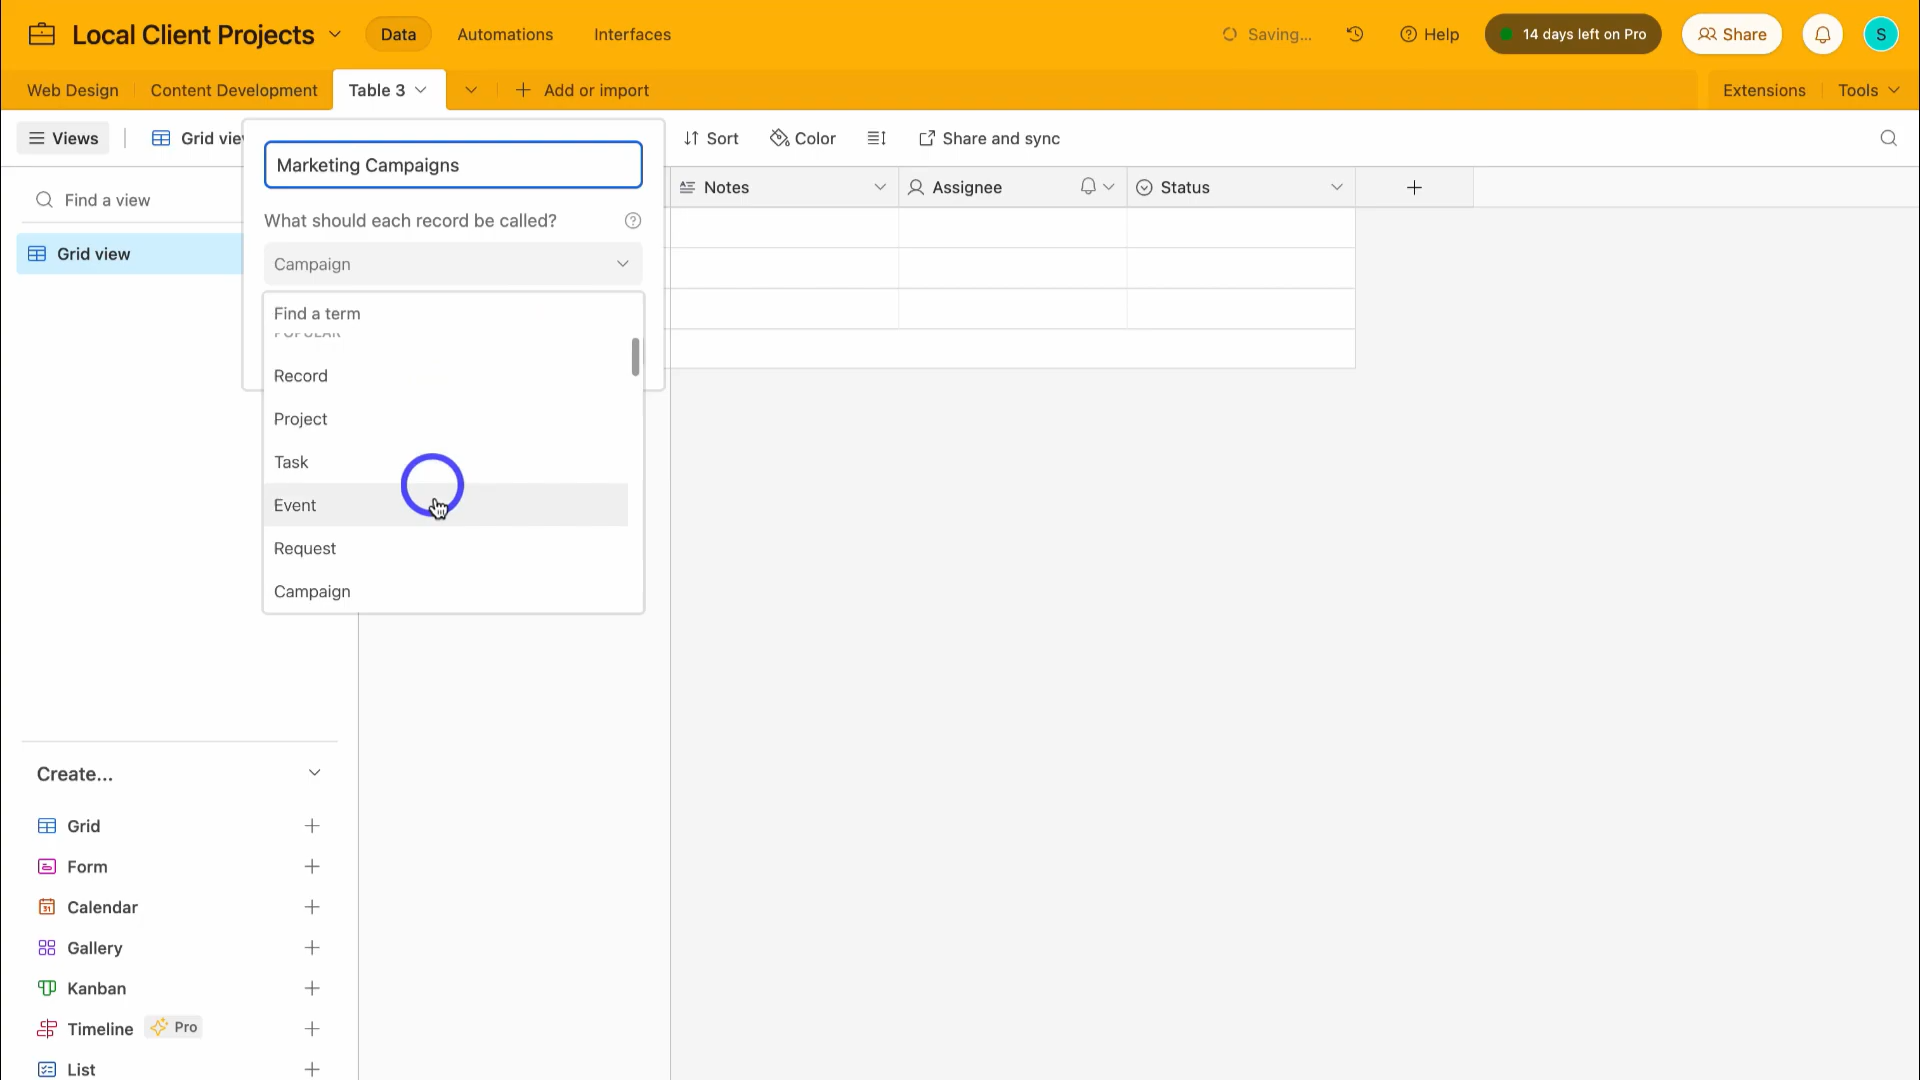 Local Client Projects
Data
Automations
Interfaces
Saving...
Help
14 days left on Pro
Share
S
Web Design
Content Development
Table 3
Add or import
Extensions
Tools
Views
Grid view
Sort
Color
Share and sync
Marketing Campaigns
Notes
Assignee
Status
Find a view
What should each record be called?
Grid view
Campaign
Find a term
POPULAR
Record
Project
Task
Event
Request
Campaign
Create...
Grid
Form
31
Calendar
Gallery
Kanban
Timeline
Pro
List